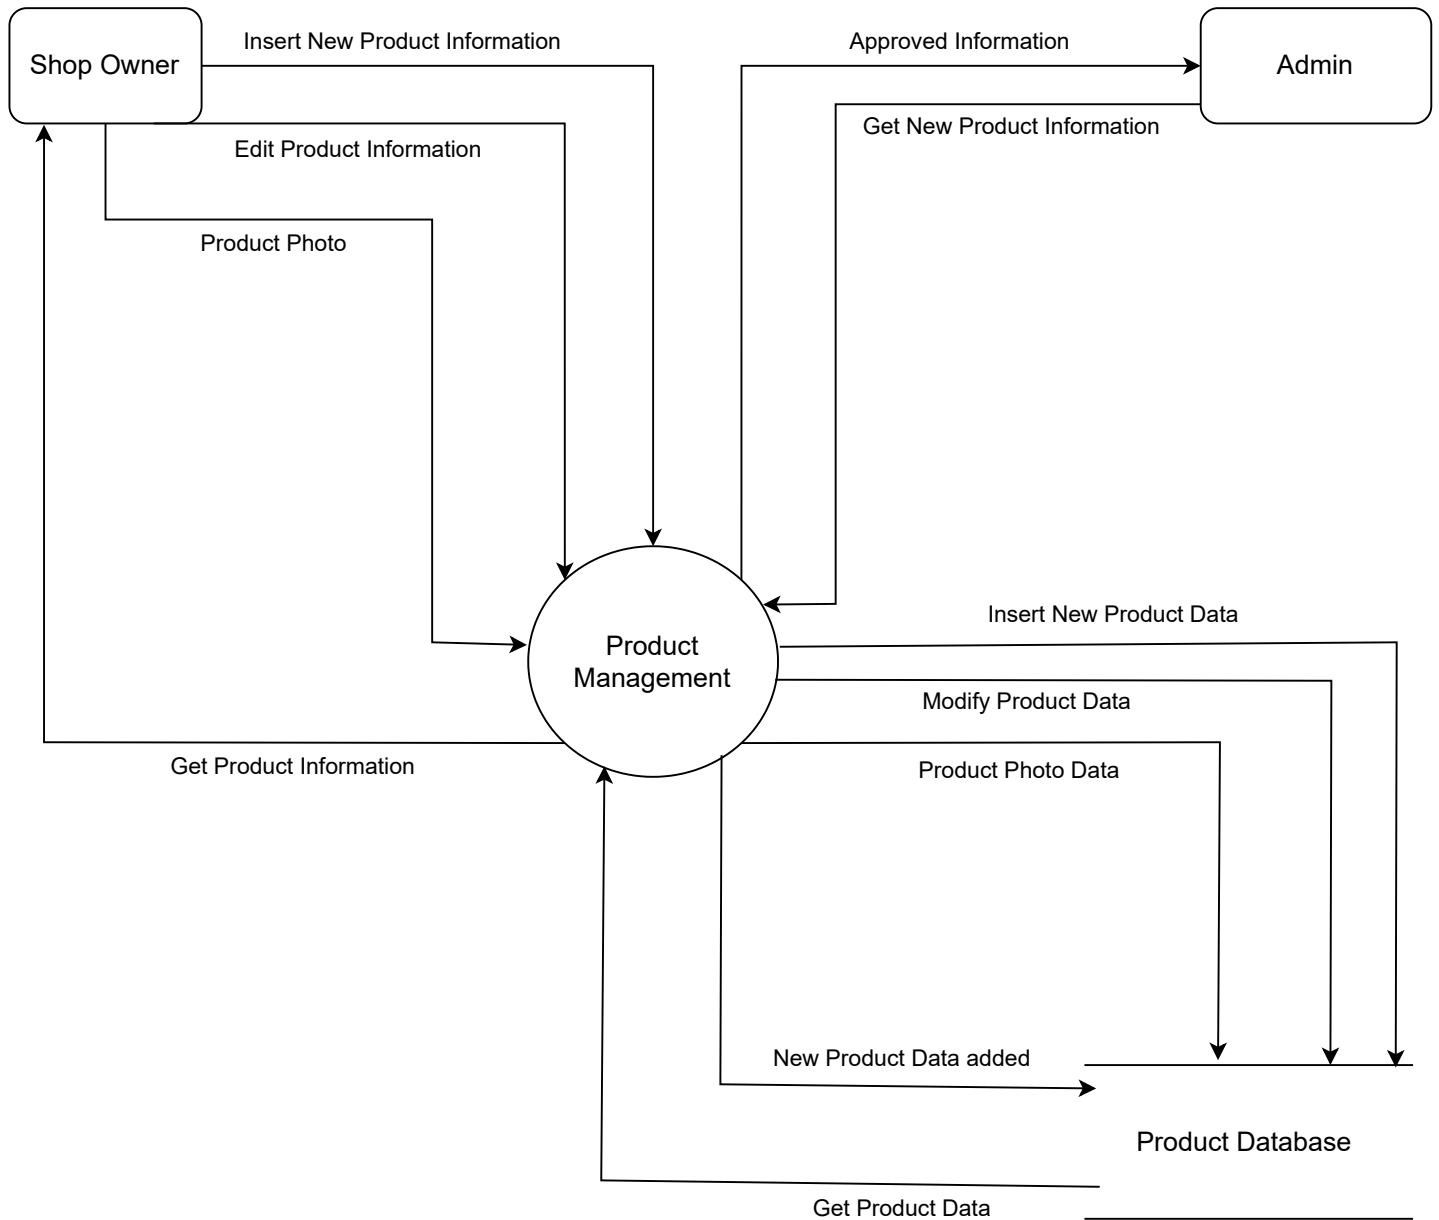 Insert New Product Information
Approved Information
Shop Owner
Admin
Get New Product Information
Edit Product Information
Product Photo
Insert New Product Data
Product
Management
Modify Product Data
Get Product Information
Product Photo Data
New Product Data added
Product Database
Get Product Data